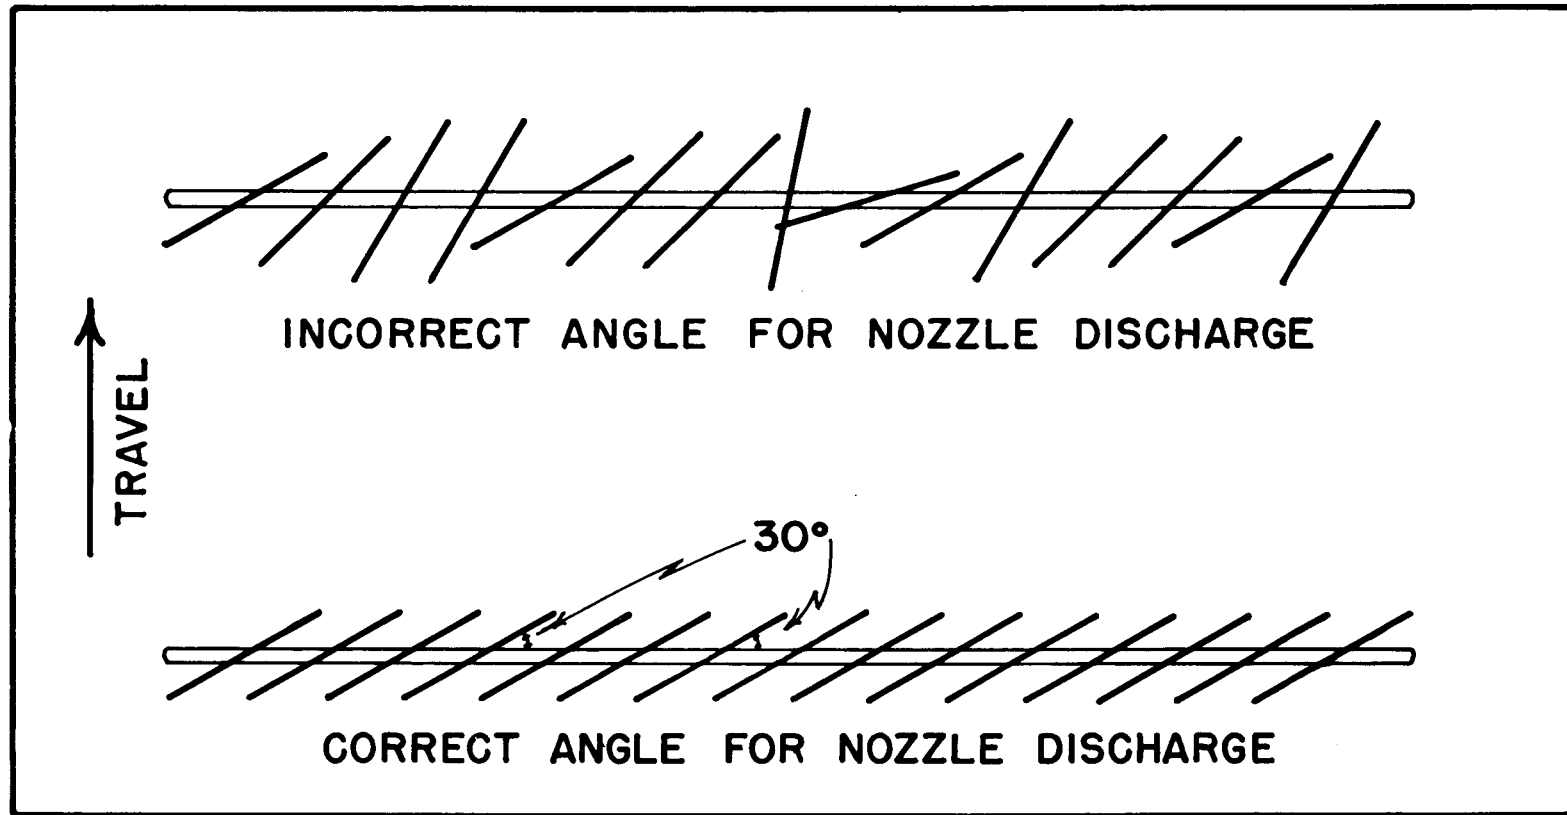 INCORRECT ANGLE FOR NOZZLE DISCHARGE
TRAVEL
30°
CORRECT ANGLE FOR NOZZLE DISCHARGE